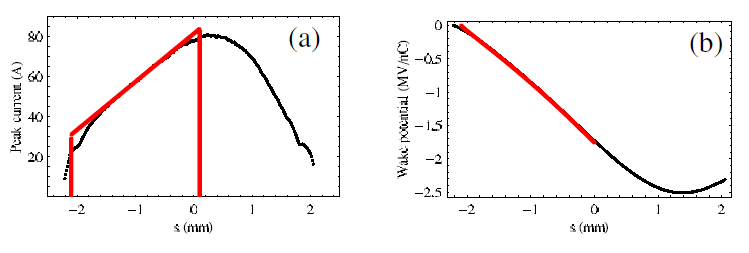 (a)
80
60
40
20
Peak current (A)
−2 −1 0 1 2
s (mm)
(b)
0
−0.5
−1
−1.5
−2
−2.5
Wake potential (MV/nC)
−2 −1 0 1 2
s (mm)